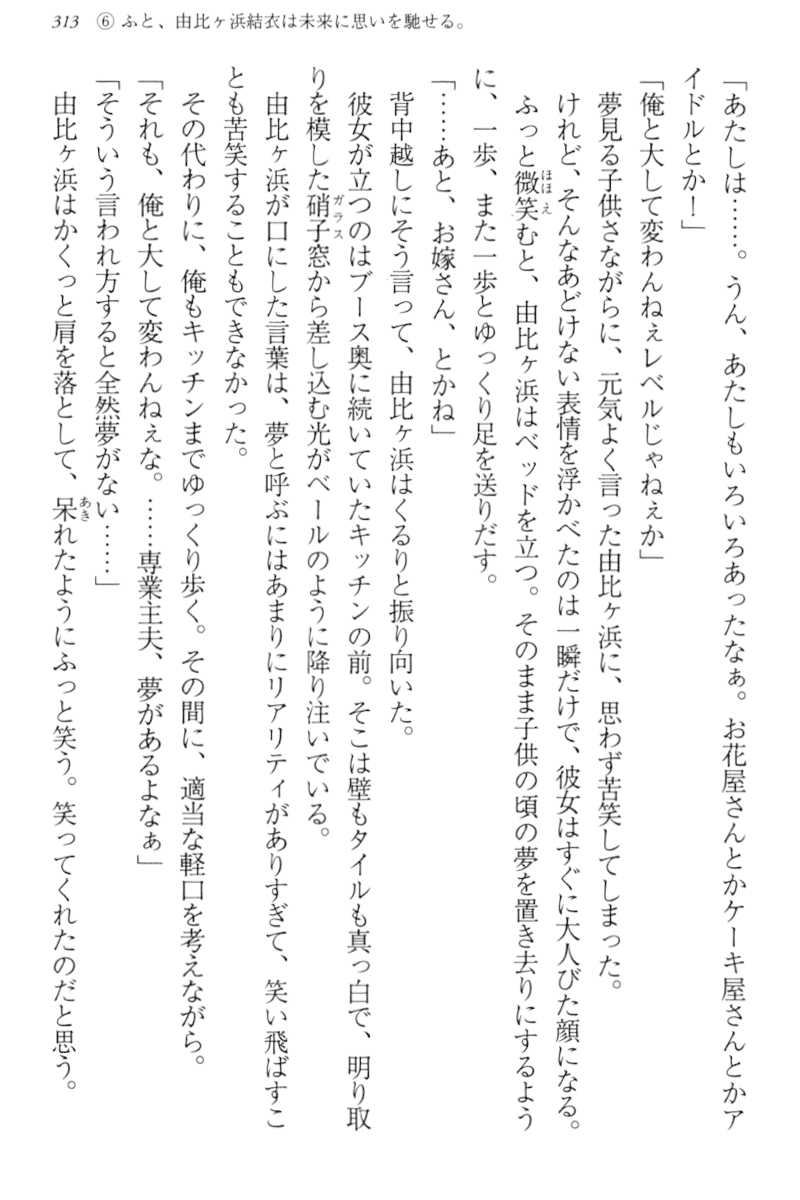 313 ⑥ ふと、由比ヶ浜結衣は未来に思いを馳せる。
「あたしは……。うん、あたしもいろいろあったなぁ。お花屋さんとかケーキ屋さんとかア
イドルとか！」
「俺と大して変わんねぇレベルじゃねぇか」
夢見る子供さながらに、元気よく言った由比ヶ浜に、思わず苦笑してしまった。
けれど、そんなあどけない表情を浮かべたのは一瞬だけで、彼女はすぐに大人びた顔になる。
ふっと微笑むと、由比ヶ浜はベッドを立つ。そのまま子供の頃の夢を置き去りにするよう
に、一歩、また一歩とゆっくり足を送りだす。
「……あと、お嫁さん、とかね」
背中越しにそう言って、由比ヶ浜はくるりと振り向いた。
彼女が立つのはブース奥に続いていたキッチンの前。そこは壁もタイルも真っ白で、明り取
りを模した硝子窓から差し込む光がベールのように降り注いでいる。
由比ヶ浜が口にした言葉は、夢と呼ぶにはあまりにリアリティがありすぎて、笑い飛ばすこ
とも苦笑することもできなかった。
その代わりに、俺もキッチンまでゆっくり歩く。その間に、適当な軽口を考えながら。
「それも、俺と大して変わんねぇな。……専業主夫、夢があるよなぁ」
「そういう言われ方すると全然夢がない……」
由比ヶ浜はかくっと肩を落として、呆れたようにふっと笑う。笑ってくれたのだと思う。